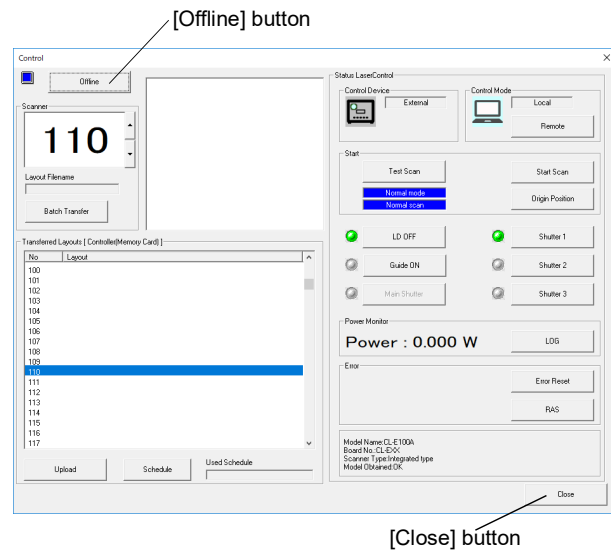 [Offline] button
Control
Offline
Scanner
110
Layout Filename
Batch Transfer
Transferred Layouts [ Controller(Memory Card) ]
No Layout
100
101
102
103
104
105
106
107
108
109
110
111
112
113
114
115
116
117
Upload
Schedule
Used Schedule
Status LaserControl
Control Device
External
Control Mode
Local
Remote
Start
Test Scan
Start Scan
Normal mode
Normal scan
Origin Position
LD OFF
Shutter 1
Guide ON
Shutter 2
Main Shutter
Shutter 3
Power Monitor
Power : 0.000 W
LOG
Error
Error Reset
RAS
Model Name:CL-E100A
Board No.:CL-EXX
Scanner Type:Integrated type
Model Obtained:OK
Close
[Close] button